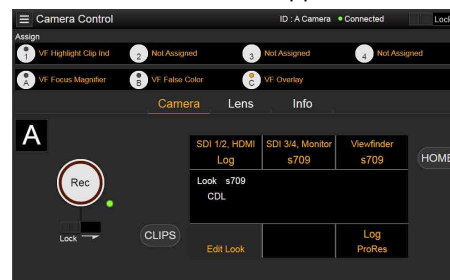 Camera Control
ID : A Camera Connected Lock
Assign
1 VF Highlight Clip Ind 2 Not Assigned 3 Not Assigned 4 Not Assigned
A VF Focus Magnifier B VF False Color C VF Overlay
Camera Lens Info
A
SDI 1/2, HDMI SDI 3/4, Monitor Viewfinder
Log s709 s709
HOME
Rec
Look s709
CDL
Lock
CLIPS
Edit Look
Log
ProRes